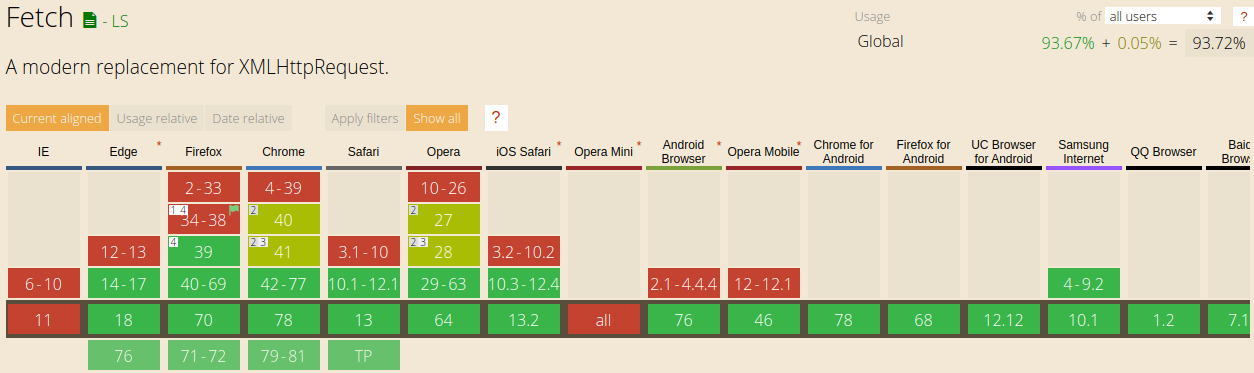 Fetch - LS
Usage % of all users ?
Global 93.67% + 0.05% = 93.72%
A modern replacement for XMLHttpRequest.
Current aligned Usage relative Date relative Apply filters Show all ?
IE Edge * Firefox Chrome Safari Opera iOS Safari * Opera Mini * Android Browser * Opera Mobile * Chrome for Android Firefox for Android UC Browser for Android Samsung Internet QQ Browser Baid Brows
2-33 4-39 10-26
1 4 34-38 2 40 2 27
12-13 4 39 2 3 41 3.1-10 2 3 28 3.2-10.2
6-10 14-17 40-69 42-77 10.1-12.1 29-63 10.3-12.4 2.1-4.4.4 12-12.1 4-9.2
11 18 70 78 13 64 13.2 all 76 46 78 68 12.12 10.1 1.2 7.1
76 71-72 79-81 TP